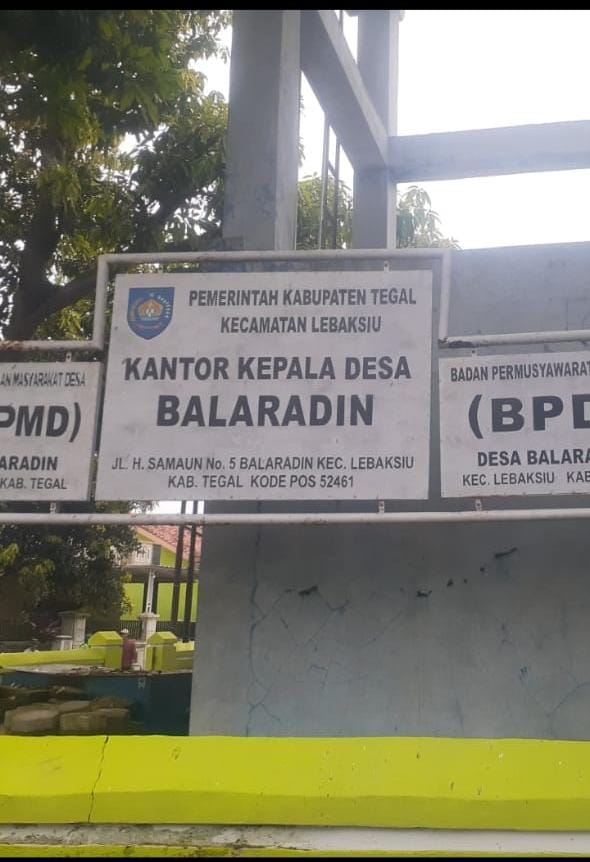 PEMERINTAH KABUPATEN TEGAL
KECAMATAN LEBAKSIU
KANTOR KEPALA DESA
BALARADIN
JL. H. SAMAUN No. 5 BALARADIN KEC. LEBAKSIU
KAB. TEGAL KODE POS 52461
AN MASYARAKAT DESA
PMD)
ARADIN
KAB. TEGAL
BADAN PERMUSYAWARAT
(BPD
DESA BALARA
KEC. LEBAKSIU KAB